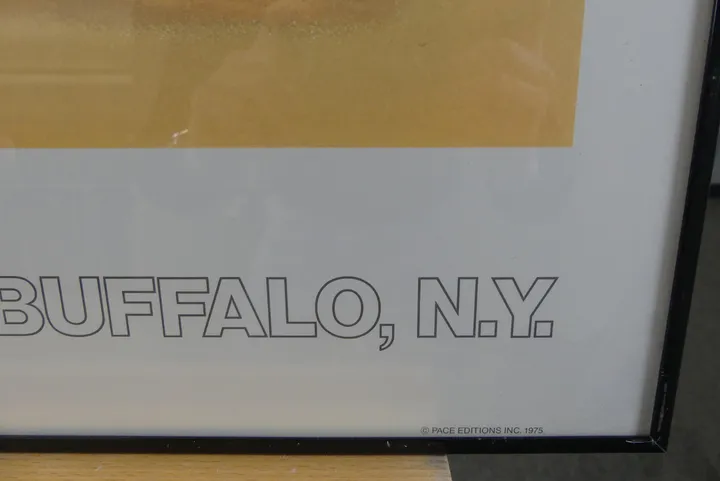 BUFFALO, N.Y.
© PACE EDITIONS INC. 1975.